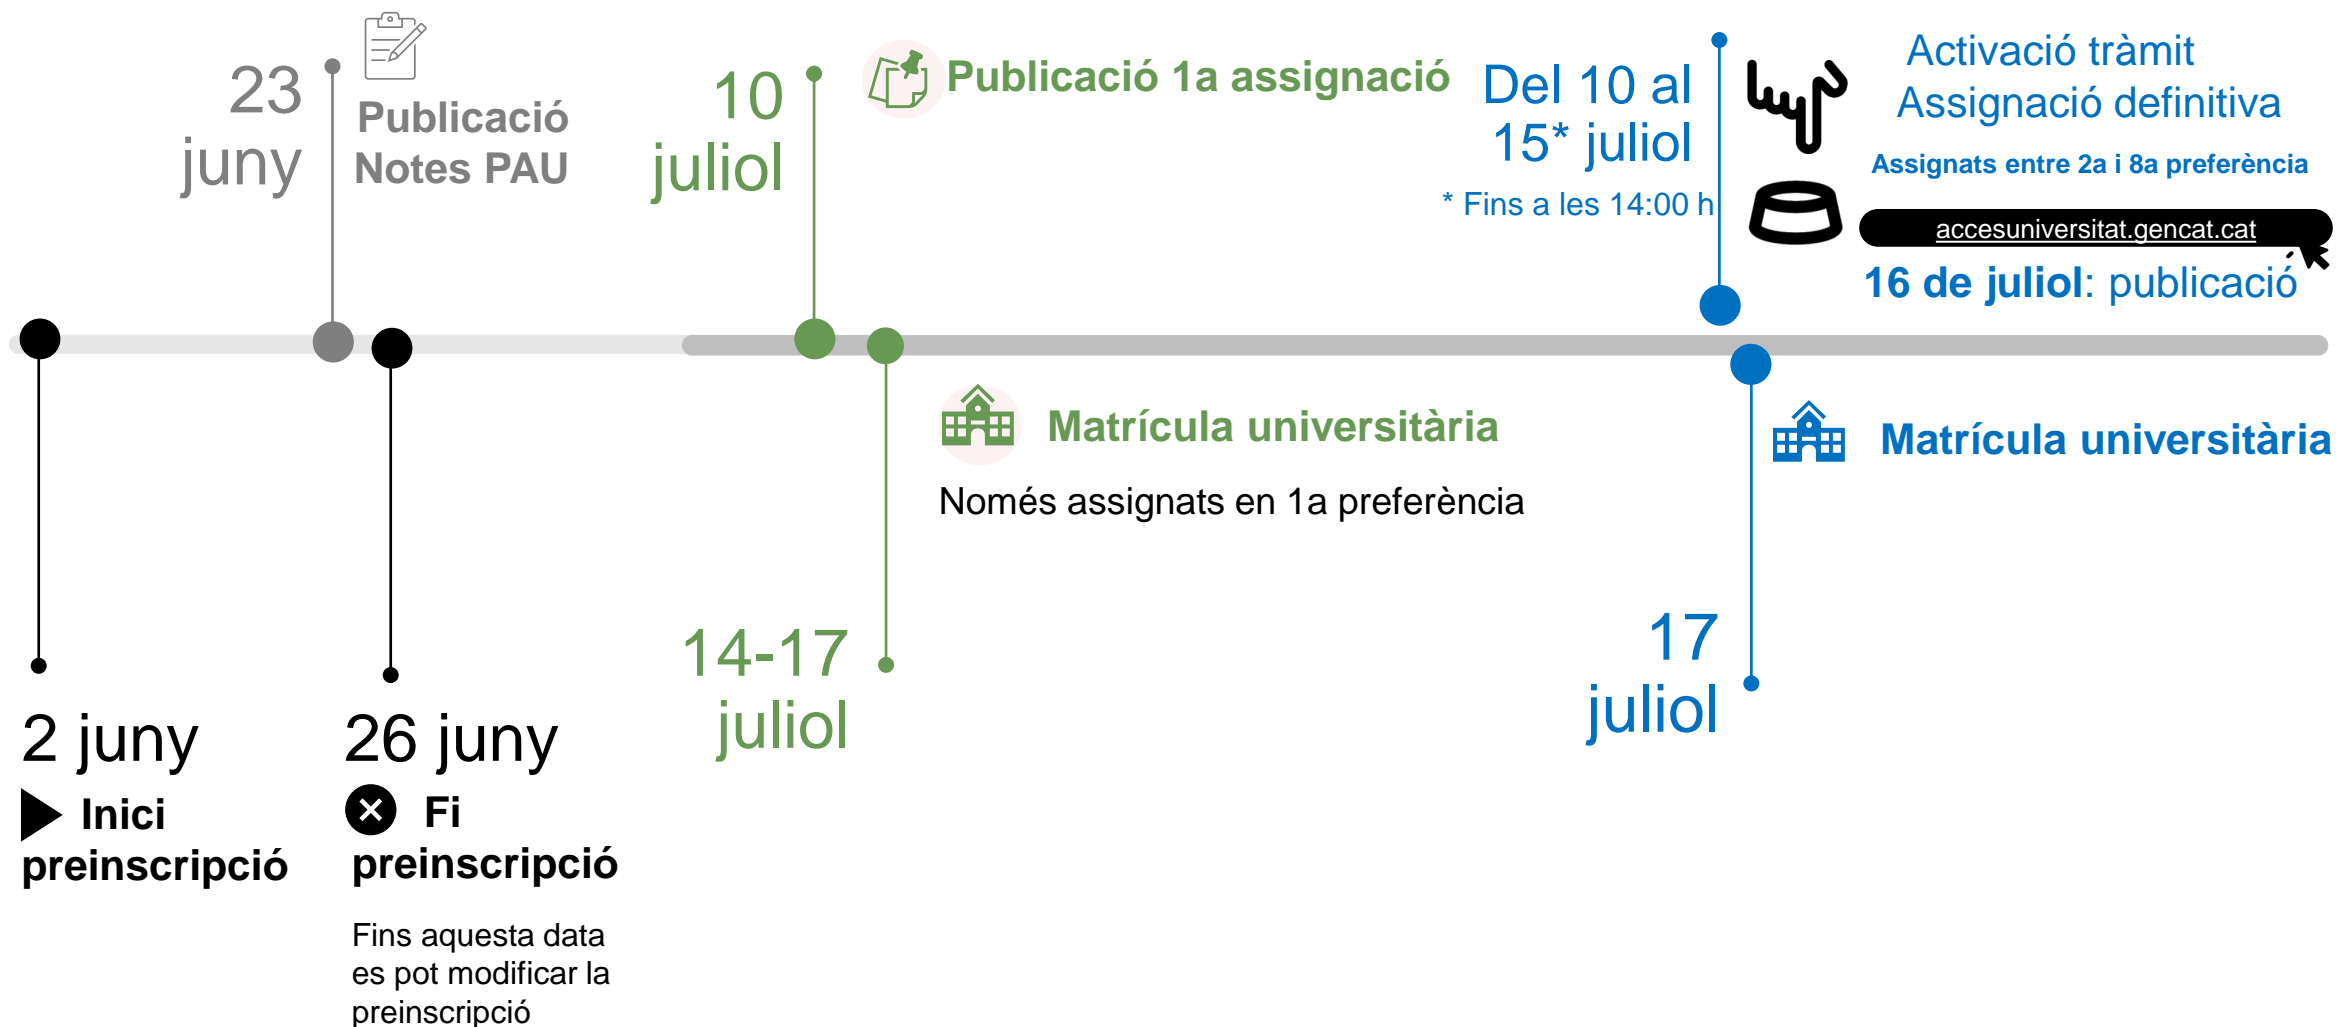 23
juny
Publicació
Notes PAU
10
juliol
Publicació 1a assignació
Del 10 al
15* juliol
* Fins a les 14:00 h
Activació tràmit
Assignació definitiva
Assignats entre 2a i 8a preferència
accesuniversitat.gencat.cat
16 de juliol: publicació
2 juny
Inici
preinscripció
26 juny
Fi
preinscripció
Fins aquesta data
es pot modificar la
preinscripció
14-17
juliol
Matrícula universitària
Només assignats en 1a preferència
17
juliol
Matrícula universitària